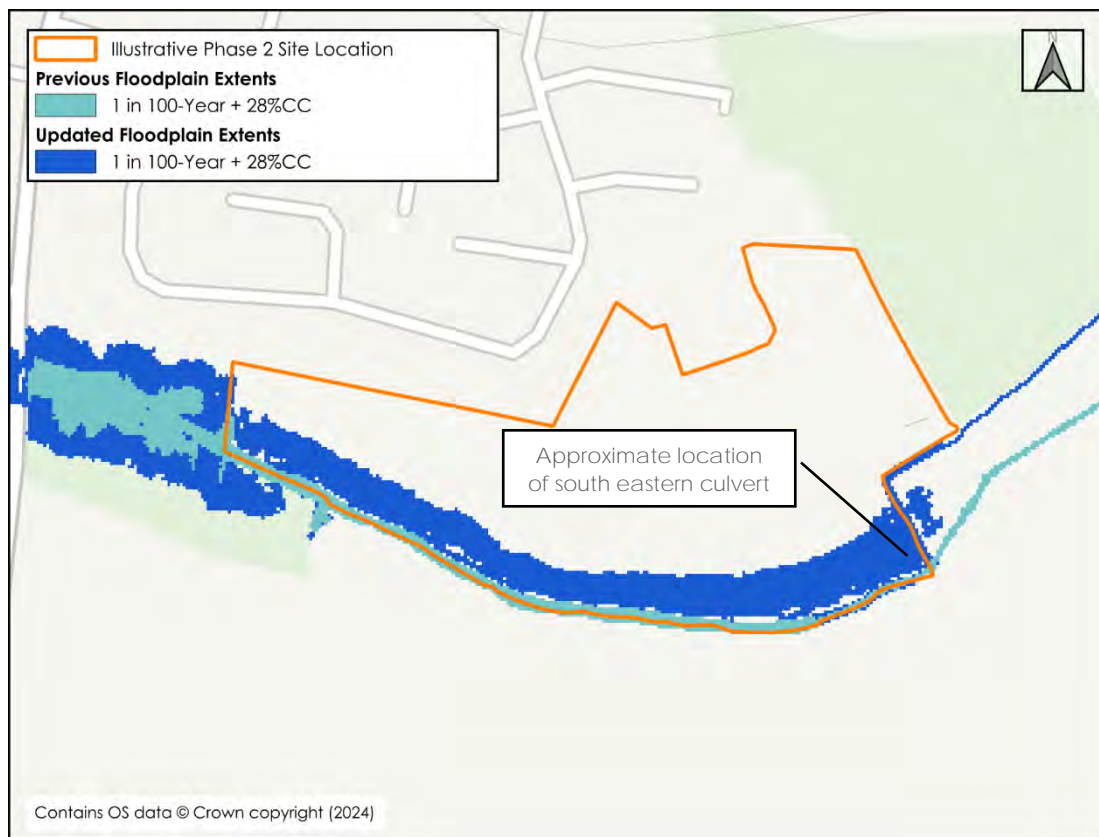 Illustrative Phase 2 Site Location
Previous Floodplain Extents
1 in 100-Year + 28%CC
Updated Floodplain Extents
1 in 100-Year + 28%CC
N
Approximate location
of south eastern culvert
Contains OS data © Crown copyright (2024)